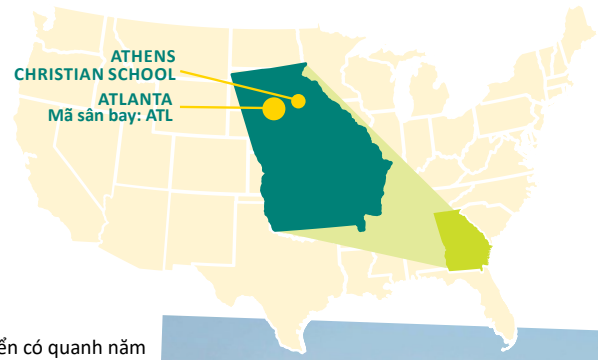 ATHENS
CHRISTIAN SCHOOL
ATLANTA
Mã sân bay: ATL
ển có quanh năm